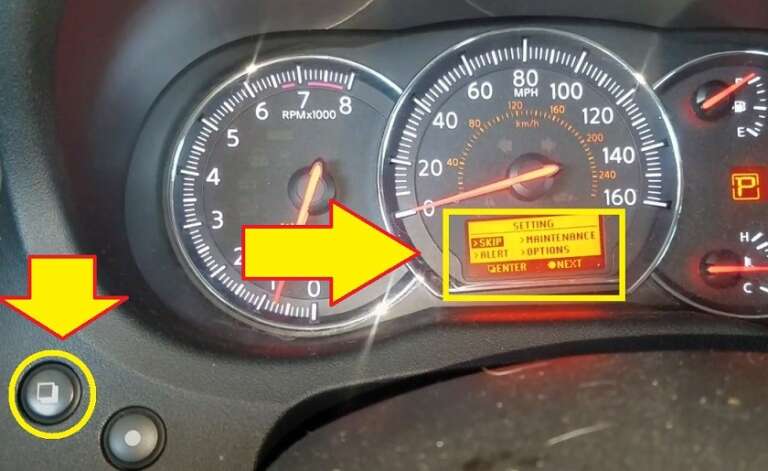 7
8
6
5
4
3
2
0
RPMx1000
80
MPH
60
100
40
120
20
140
0
160
120
160
km/h
80
200
40
240
SETTING
>SKIP >MAINTENANCE
>ALERT >OPTIONS
ENTER NEXT
F
E
P
H
C